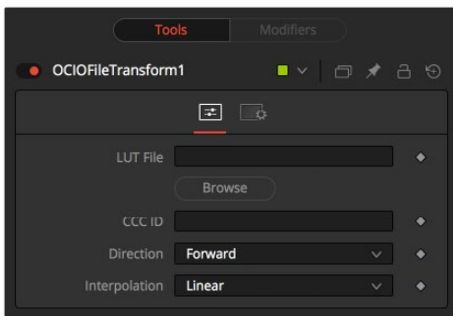 Tools Modifiers
OCIOFileTransform1
LUT File
Browse
CCC ID
Direction Forward
Interpolation Linear